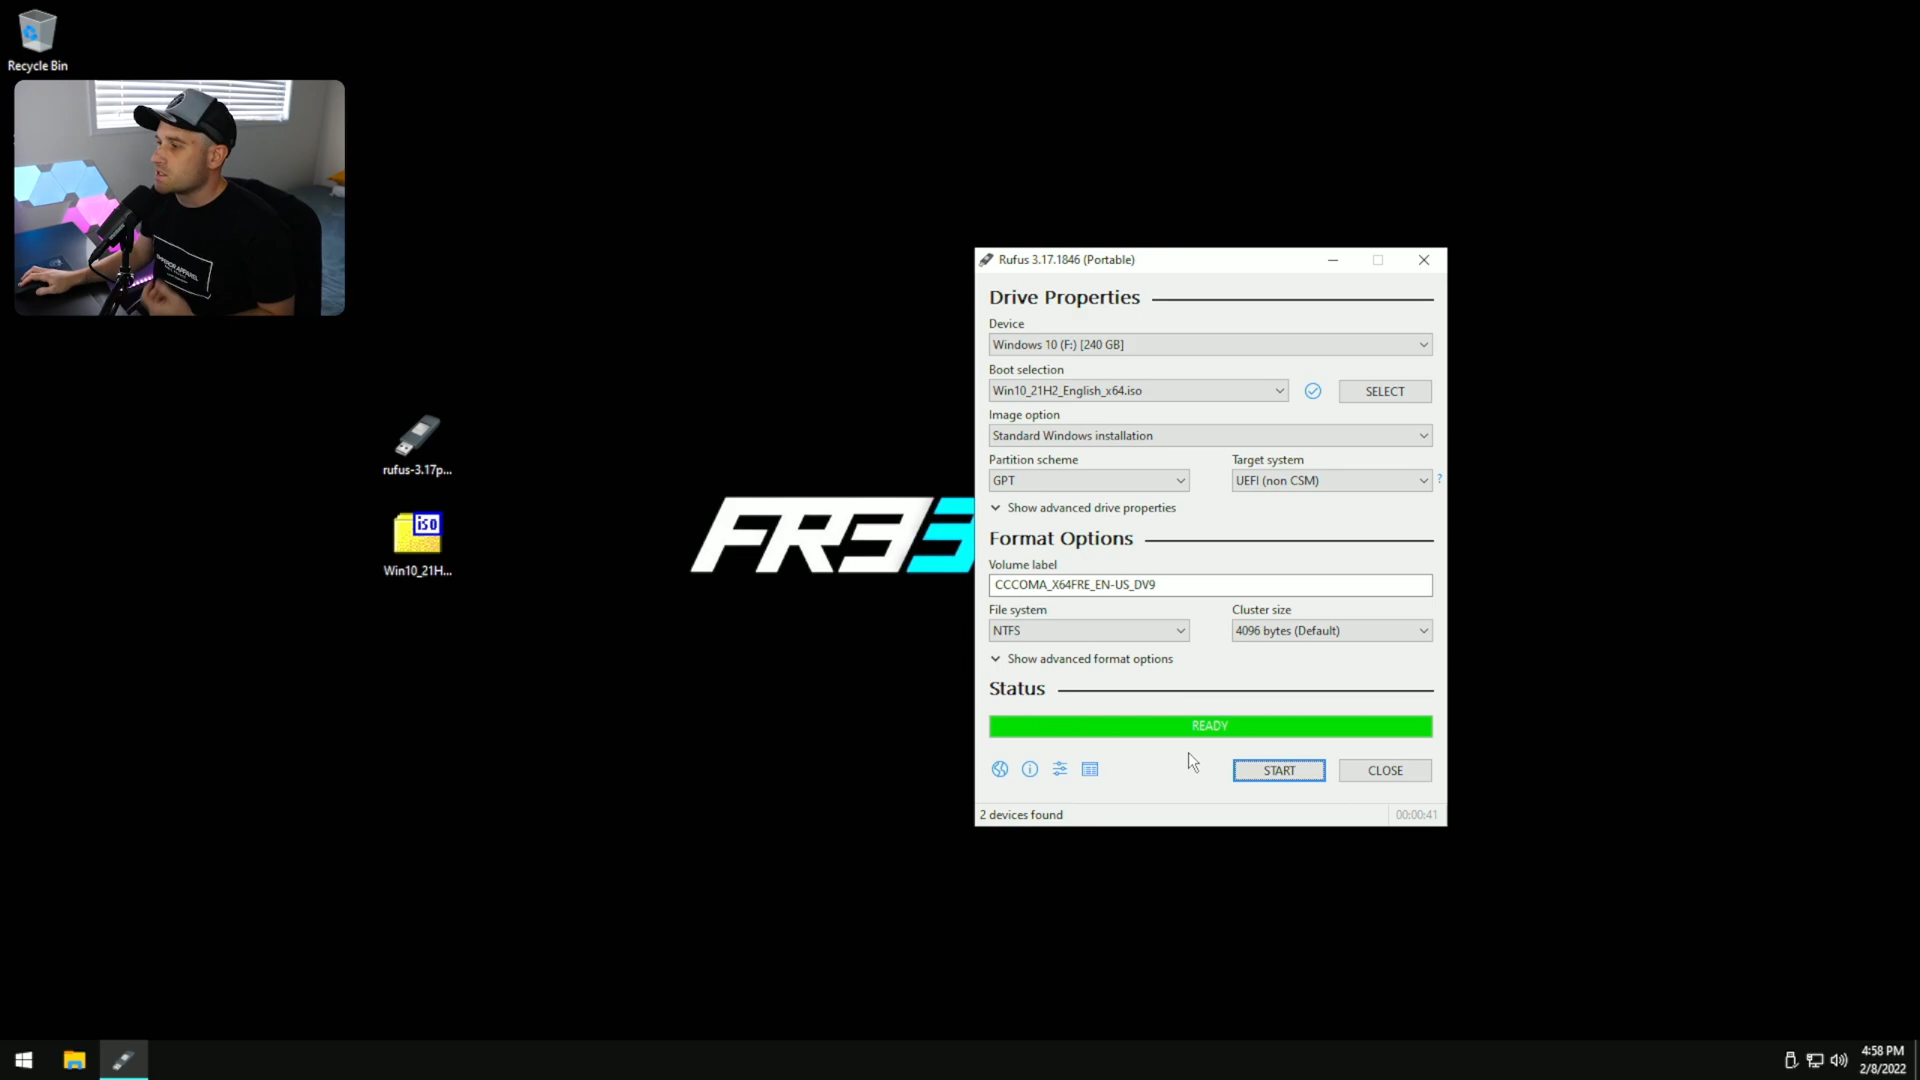 Recycle Bin
rufus-3.17p...
Win10_21H...
iso
FR33
Rufus 3.17.1846 (Portable)
Drive Properties
Device
Windows 10 (F:) [240 GB]
Boot selection
Win10_21H2_English_x64.iso
SELECT
Image option
Standard Windows installation
Partition scheme
Target system
GPT
UEFI (non CSM)
?
Show advanced drive properties
Format Options
Volume label
CCCOMA_X64FRE_EN-US_DV9
File system
Cluster size
NTFS
4096 bytes (Default)
Show advanced format options
Status
READY
START
CLOSE
2 devices found
00:00:41
4:58 PM
2/8/2022